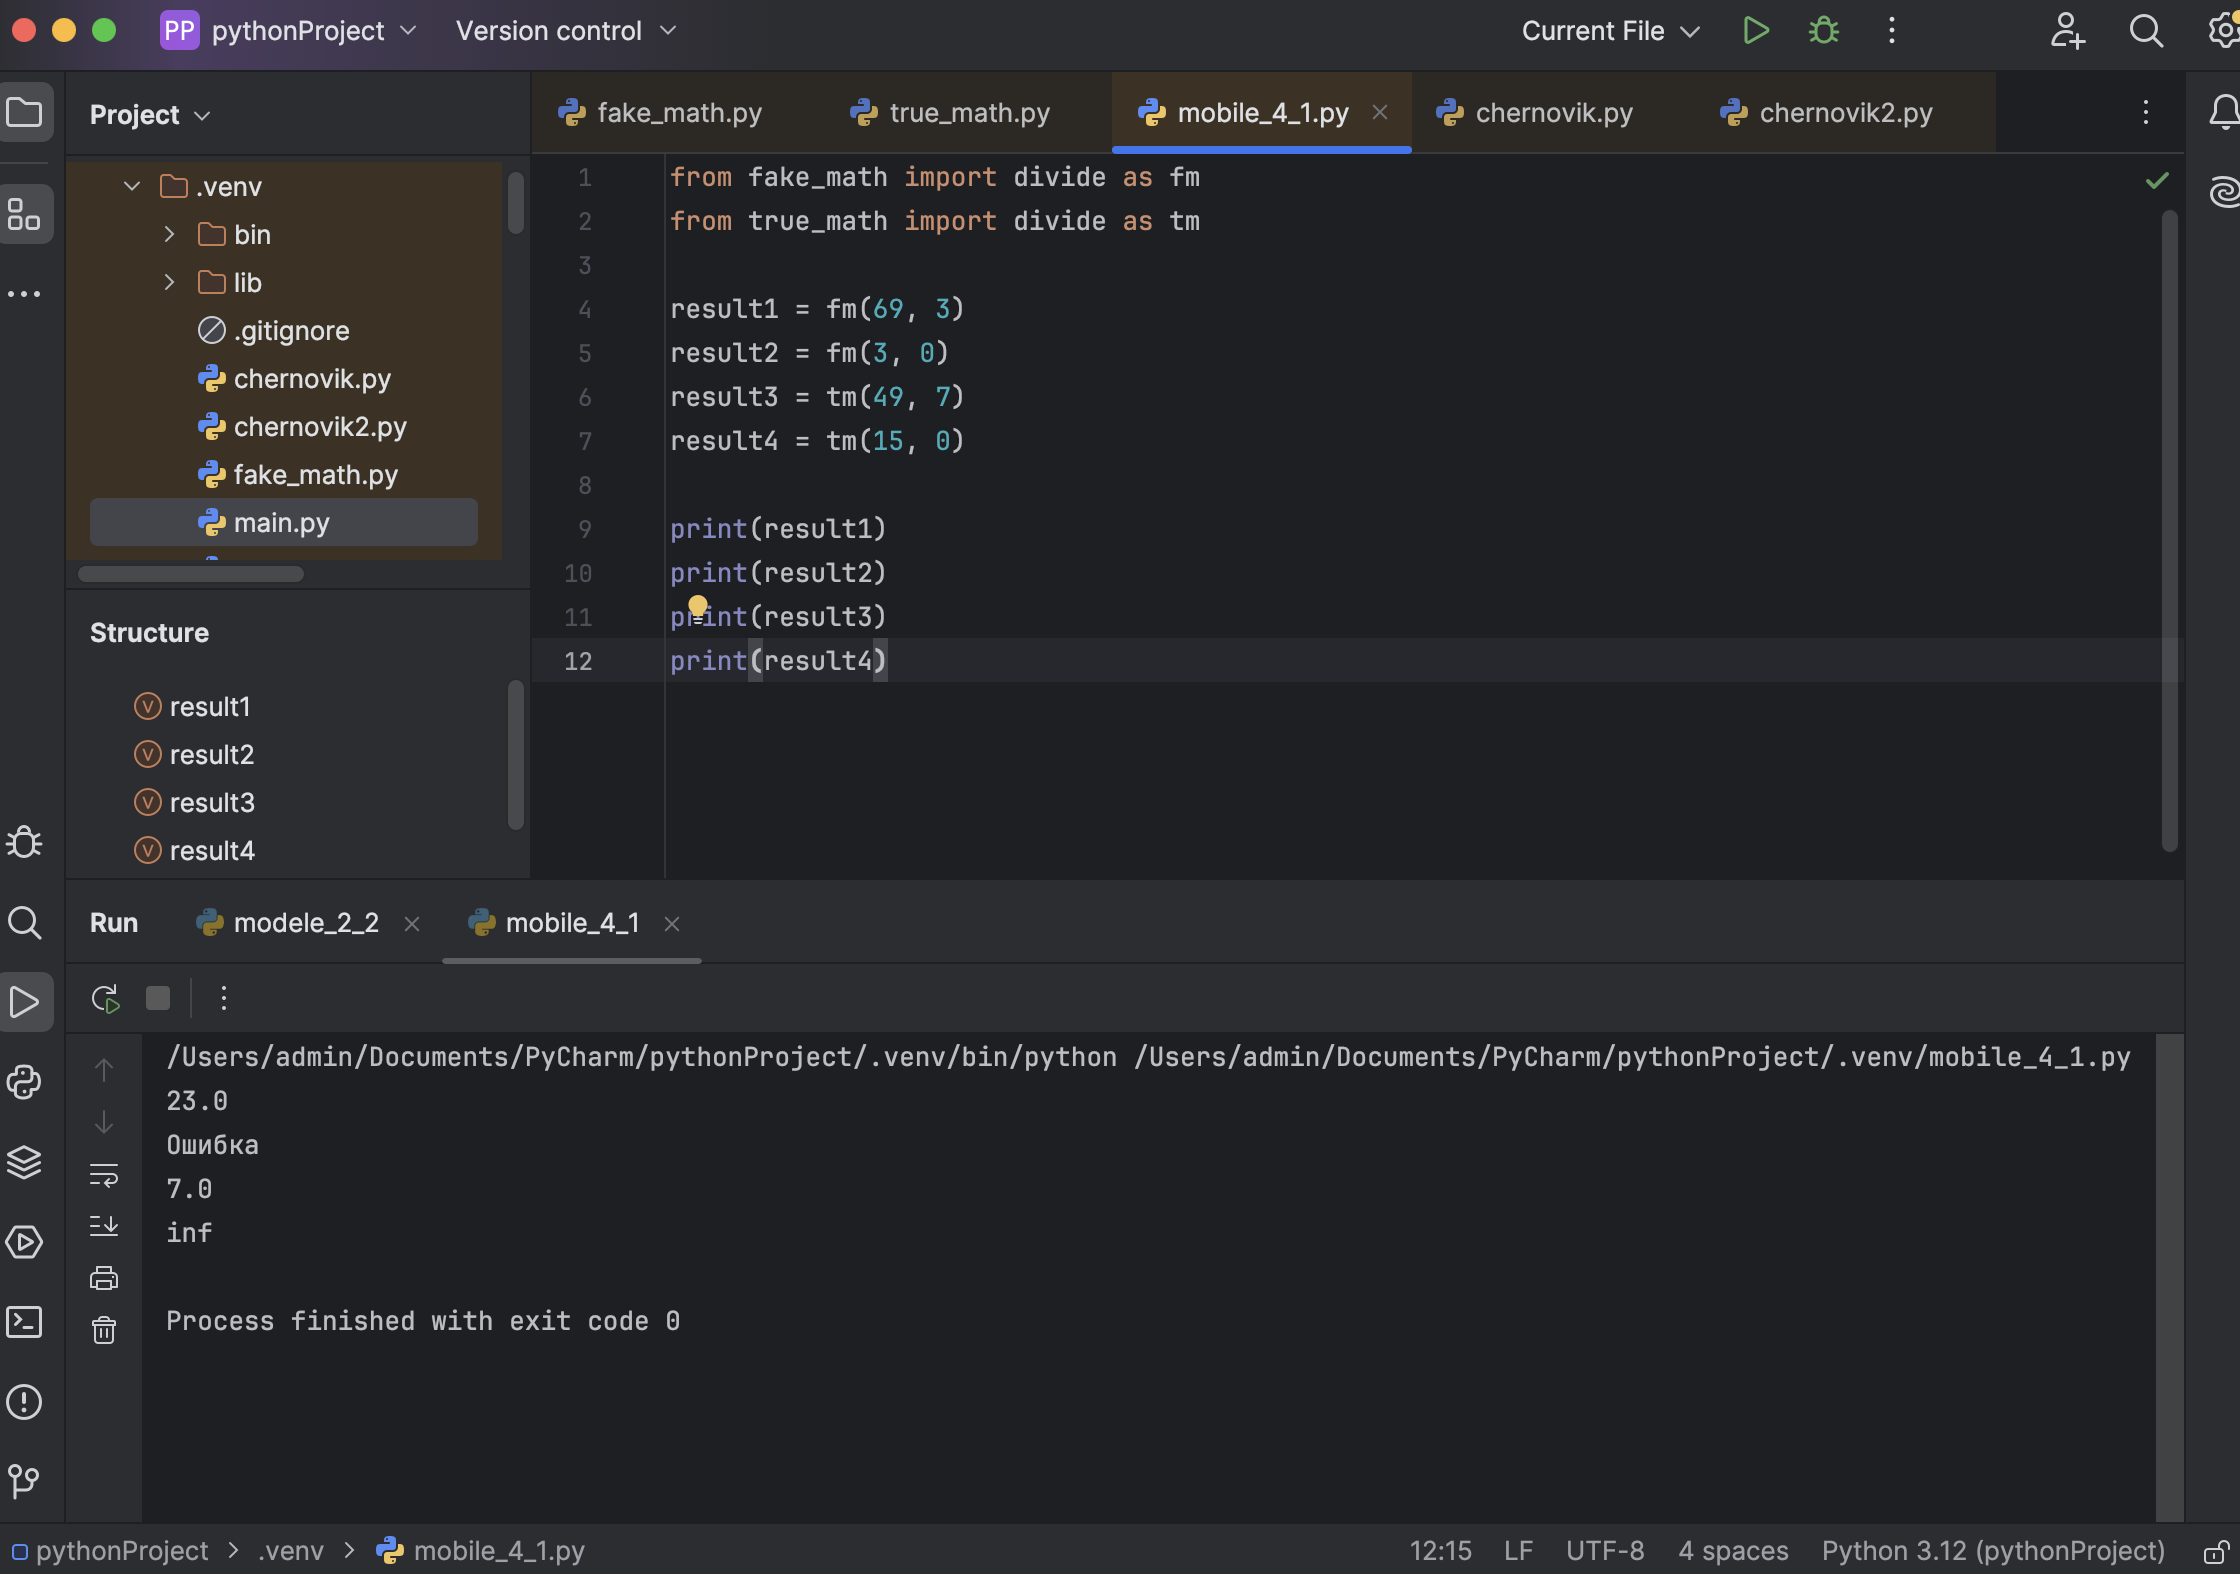 PP pythonProject Version control Current File
Project
fake_math.py true_math.py mobile_4_1.py chernovik.py chernovik2.py
.venv
bin
lib
.gitignore
chernovik.py
chernovik2.py
fake_math.py
main.py
1 from fake_math import divide as fm
2 from true_math import divide as tm
3
4 result1 = fm(69, 3)
5 result2 = fm(3, 0)
6 result3 = tm(49, 7)
7 result4 = tm(15, 0)
8
9 print(result1)
10 print(result2)
11 print(result3)
12 print(result4)
Structure
result1
result2
result3
result4
Run modele_2_2 mobile_4_1
/Users/admin/Documents/PyCharm/pythonProject/.venv/bin/python /Users/admin/Documents/PyCharm/pythonProject/.venv/mobile_4_1.py
23.0
Ошибка
7.0
inf
Process finished with exit code 0
pythonProject > .venv > mobile_4_1.py 12:15 LF UTF-8 4 spaces Python 3.12 (pythonProject)